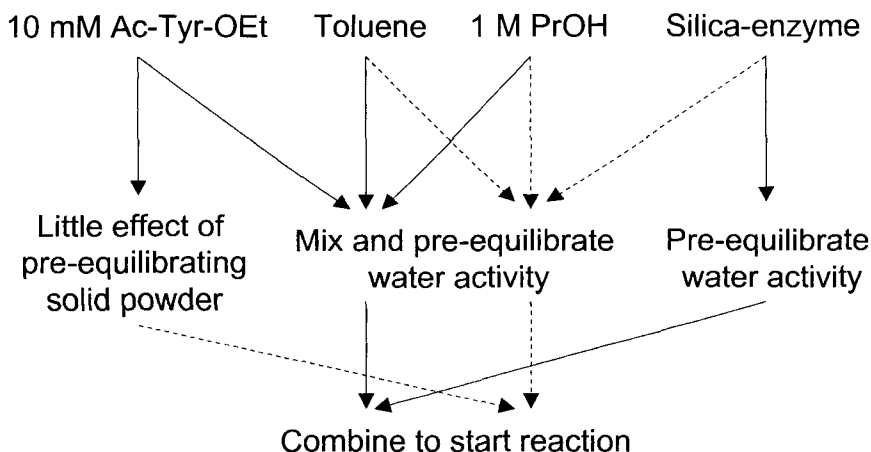 10 mM Ac-Tyr-OEt Toluene 1 M PrOH Silica-enzyme
Little effect of
pre-equilibrating
solid powder
Mix and pre-equilibrate
water activity
Pre-equilibrate
water activity
Combine to start reaction